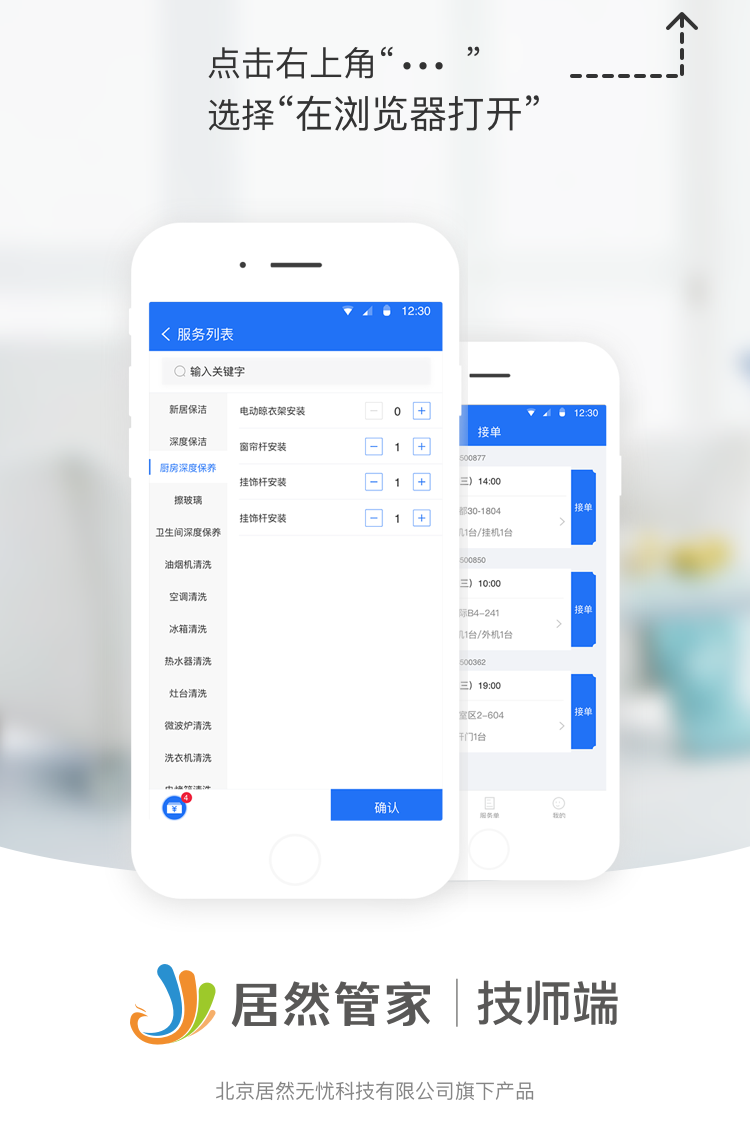 点击右上角“••• ”
选择“在浏览器打开”
12:30
服务列表
输入关键字
新居保洁
深度保洁
厨房深度保养
擦玻璃
卫生间深度保养
油烟机清洗
空调清洗
冰箱清洗
热水器清洗
灶台清洗
微波炉清洗
洗衣机清洗
电动晾衣架安装
− 0 +
窗帘杆安装
− 1 +
挂饰杆安装
− 1 +
挂饰杆安装
− 1 +
¥
4
确认
12:30
接单
500877
三）14:00
30-1804
机1台/挂机1台
接单
500850
三）10:00
际B4-241
机1台/外机1台
接单
500362
三）19:00
室区2-604
开门1台
接单
服务单
我的
居然管家
技师端
北京居然无忧科技有限公司旗下产品